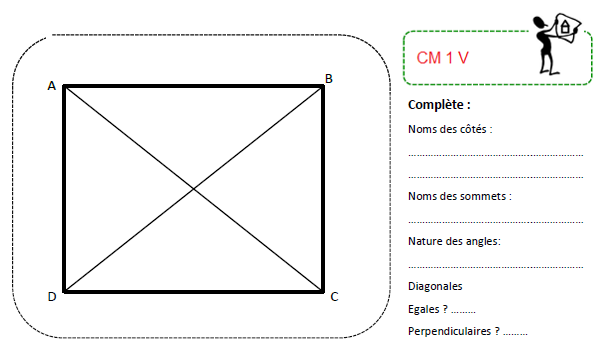 A
B
D
C
CM 1 V
Complète :
Noms des côtés :
................................................................
................................................................
Noms des sommets :
................................................................
Nature des angles:
................................................................
Diagonales
Egales ? .........
Perpendiculaires ? .........